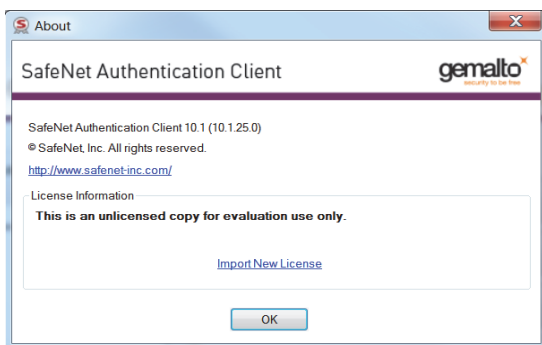 About
SafeNet Authentication Client
gemalto
security to be free
SafeNet Authentication Client 10.1 (10.1.25.0)
© SafeNet, Inc. All rights reserved.
http://www.safenet-inc.com/
License Information
This is an unlicensed copy for evaluation use only.
Import New License
OK